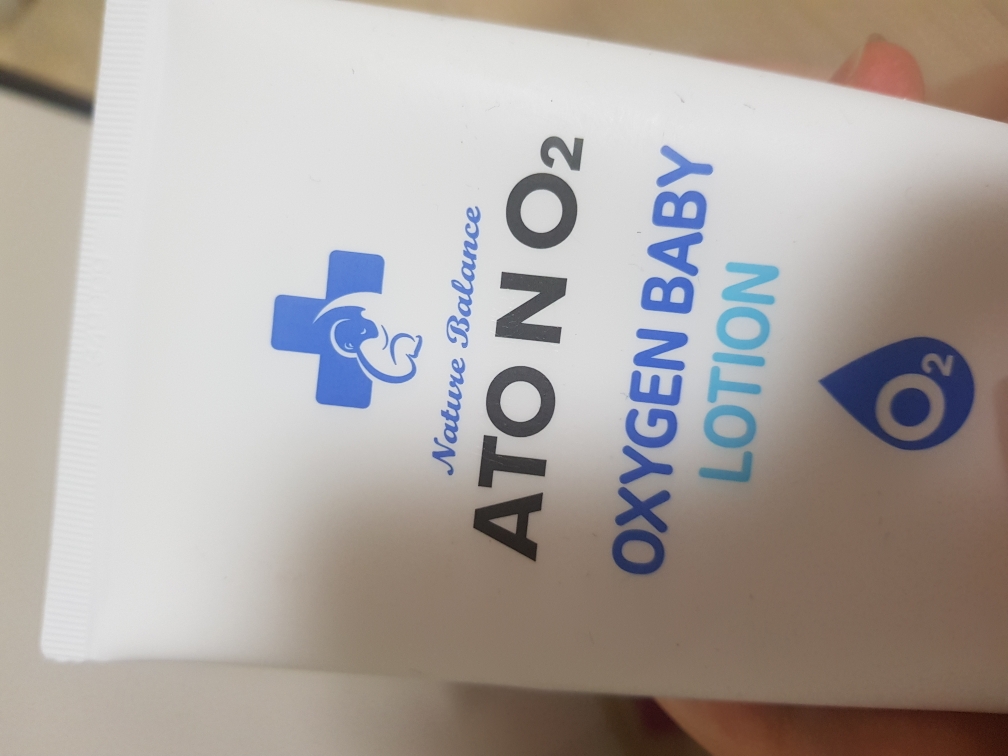 Nature Balance
ATO N O2
OXYGEN BABY
LOTION
O2